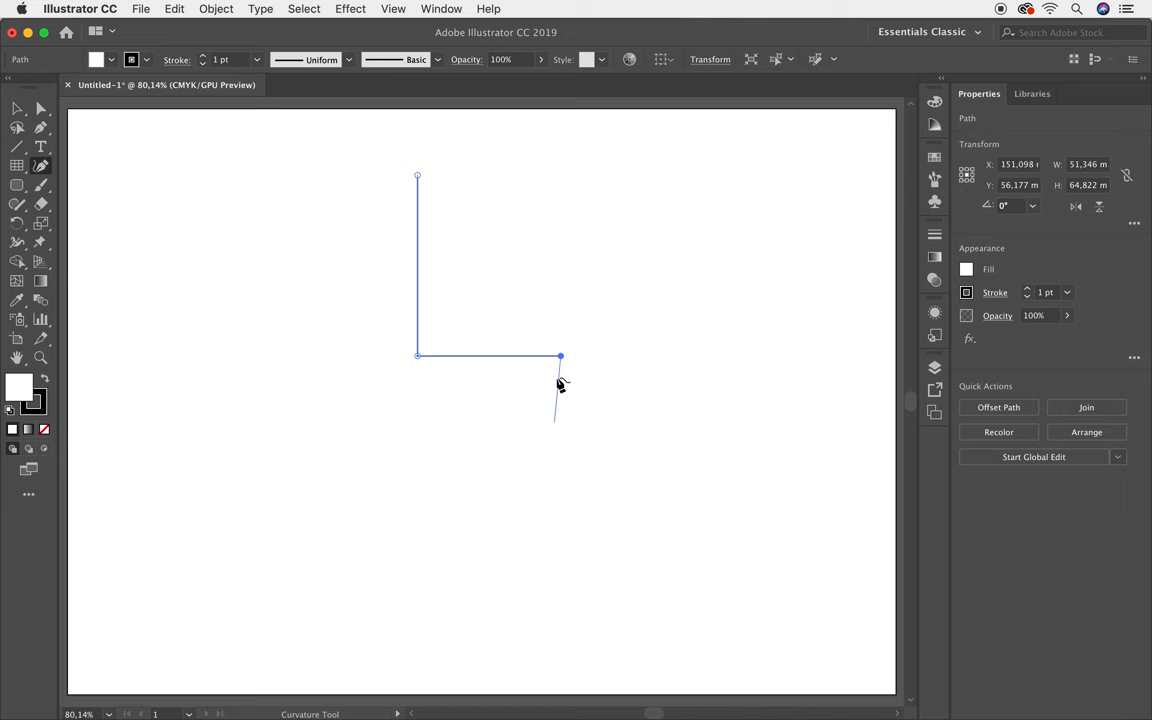 Illustrator CC File Edit Object Type Select Effect View Window Help
Adobe Illustrator CC 2019
Essentials Classic
Search Adobe Stock
Path Stroke: 1 pt Uniform Basic Opacity: 100% Style: Transform
× Untitled-1* @ 80,14% (CMYK/GPU Preview)
Properties Libraries
Path
Transform
X: 151,098 W: 51,346 m
Y: 56,177 m H: 64,822 m
0°
Appearance
Fill
Stroke 1 pt
Opacity 100%
fx.
Quick Actions
Offset Path Join
Recolor Arrange
Start Global Edit
80,14% 1 Curvature Tool